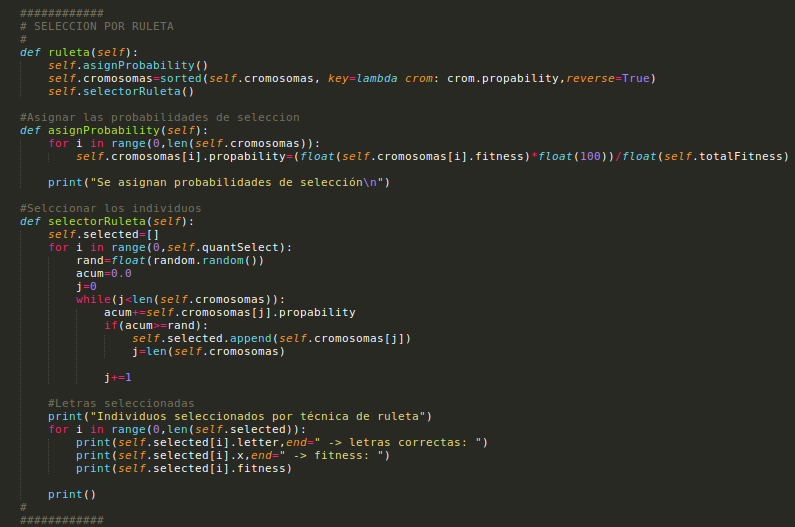 ############
# SELECCION POR RULETA
#
def ruleta(self):
    self.asignProbability()
    self.cromosomas=sorted(self.cromosomas, key=lambda crom: crom.propability,reverse=True)
    self.selectorRuleta()

#Asignar las probabilidades de seleccion
def asignProbability(self):
    for i in range(0,len(self.cromosomas)):
        self.cromosomas[i].propability=(float(self.cromosomas[i].fitness)*float(100))/float(self.totalFitness)

    print("Se asignan probabilidades de selección\n")

#Selccionar los individuos
def selectorRuleta(self):
    self.selected=[]
    for i in range(0,self.quantSelect):
        rand=float(random.random())
        acum=0.0
        j=0
        while(j<len(self.cromosomas)):
            acum+=self.cromosomas[j].propability
            if(acum>=rand):
                self.selected.append(self.cromosomas[j])
                j=len(self.cromosomas)

            j+=1

    #Letras seleccionadas
    print("Individuos seleccionados por técnica de ruleta")
    for i in range(0,len(self.selected)):
        print(self.selected[i].letter,end=" -> letras correctas: ")
        print(self.selected[i].x,end=" -> fitness: ")
        print(self.selected[i].fitness)

    print()
#
############